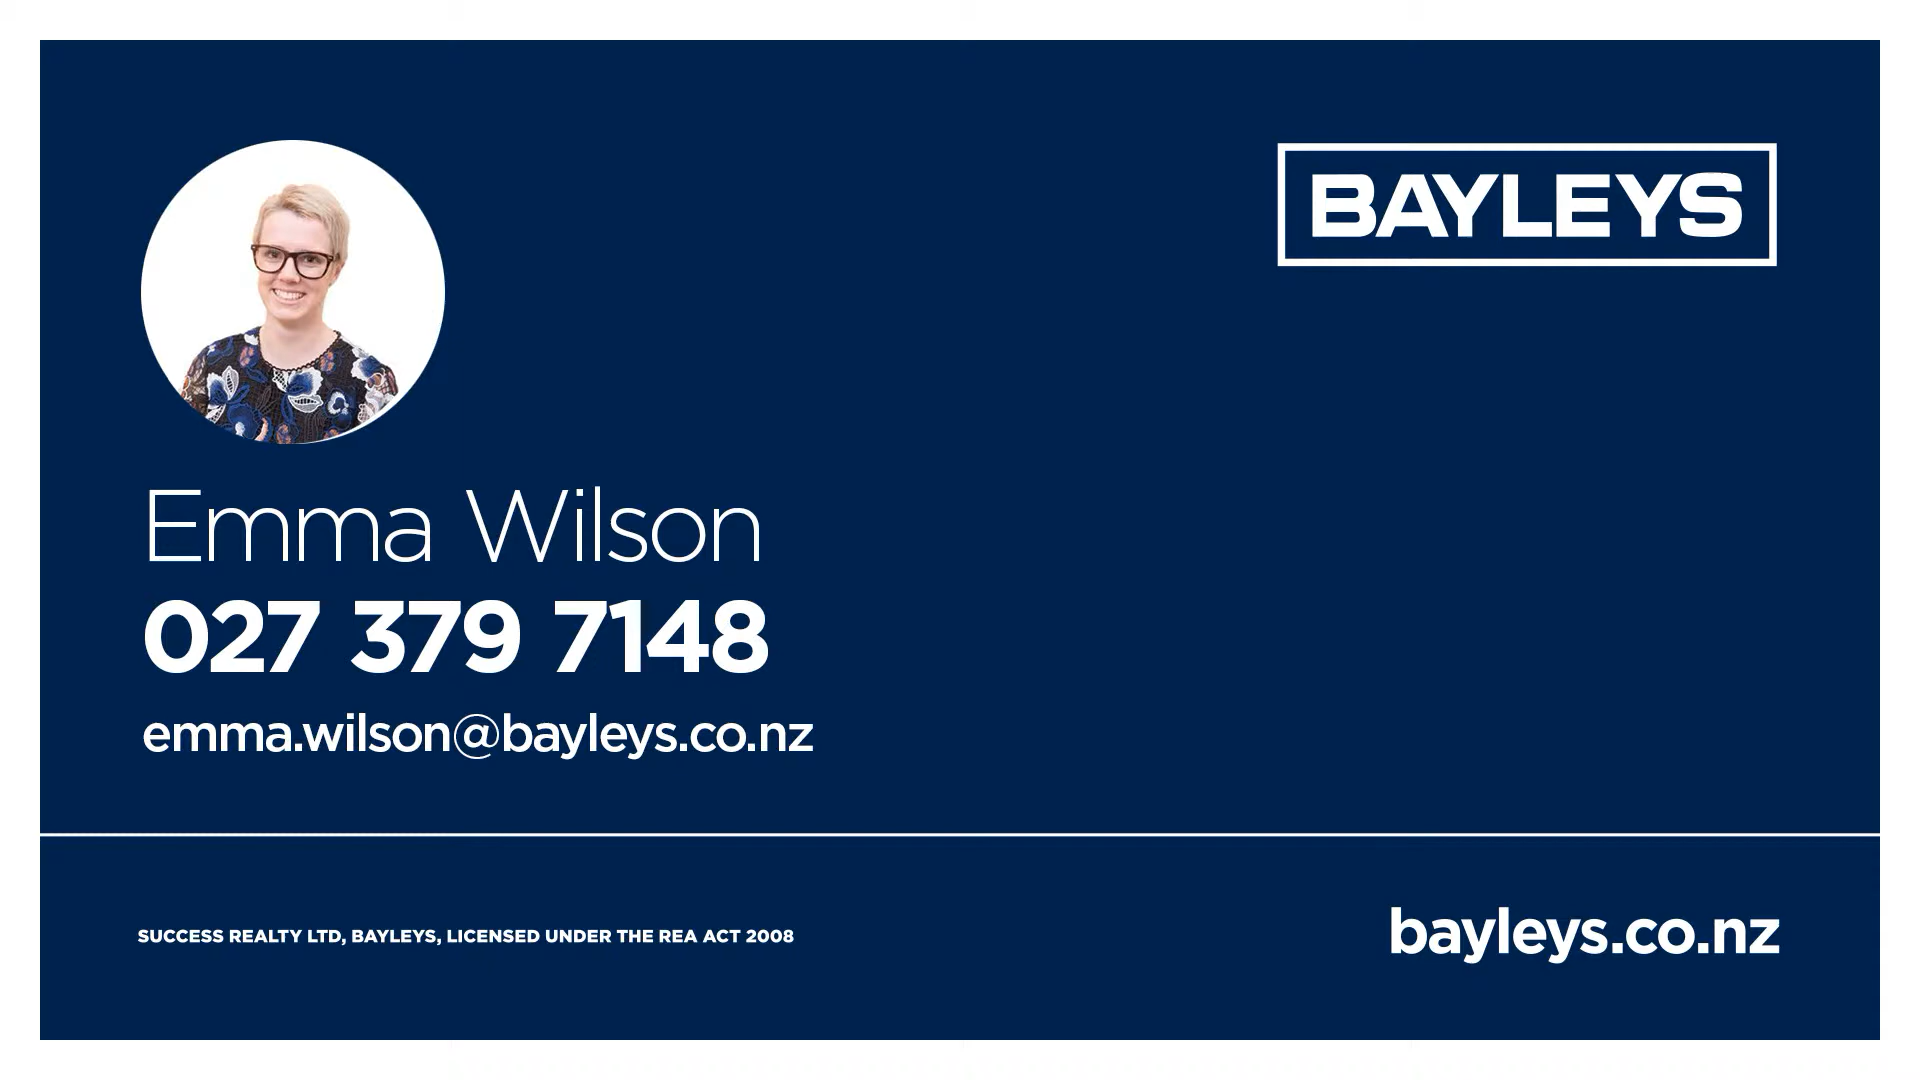 BAYLEYS
Emma Wilson
027 379 7148
emma.wilson@bayleys.co.nz
SUCCESS REALTY LTD, BAYLEYS, LICENSED UNDER THE REA ACT 2008
bayleys.co.nz